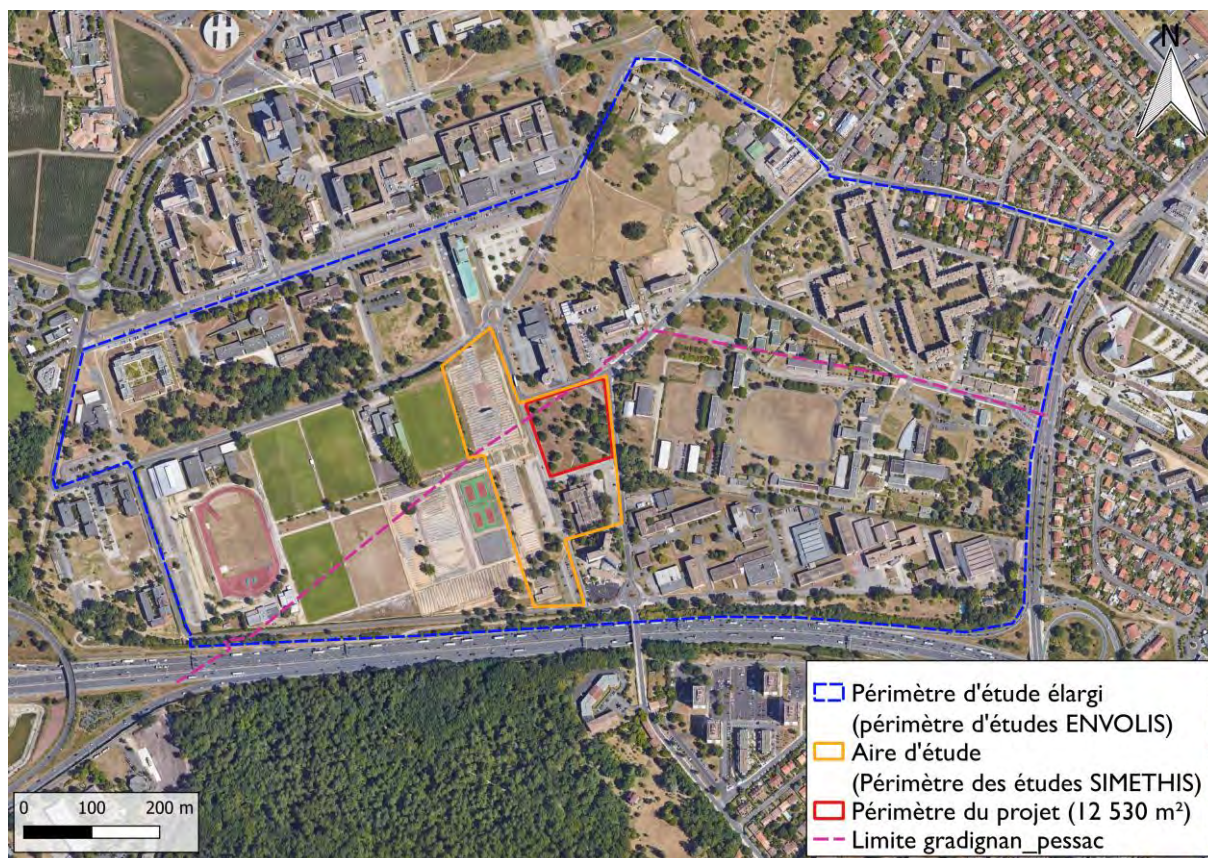 N
Périmètre d'étude élargi
(périmètre d'études ENVOLIS)
Aire d'étude
(Périmètre des études SIMETHIS)
Périmètre du projet (12 530 m²)
Limite gradignan_pessac
0 100 200 m